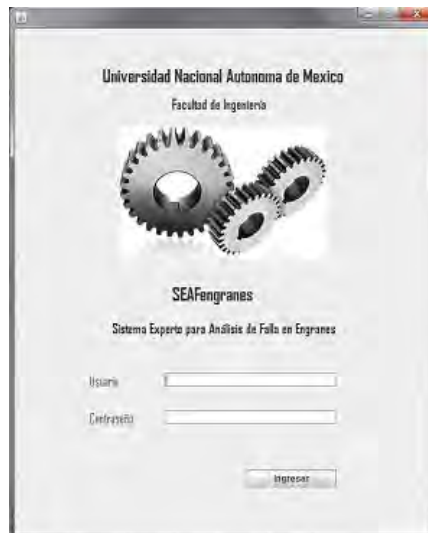 Universidad Nacional Autonoma de Mexico
Facultad de Ingeniería
SEAFengranes
Sistema Experto para Análisis de Falla en Engranes
Usuario
Contraseña
Ingresar